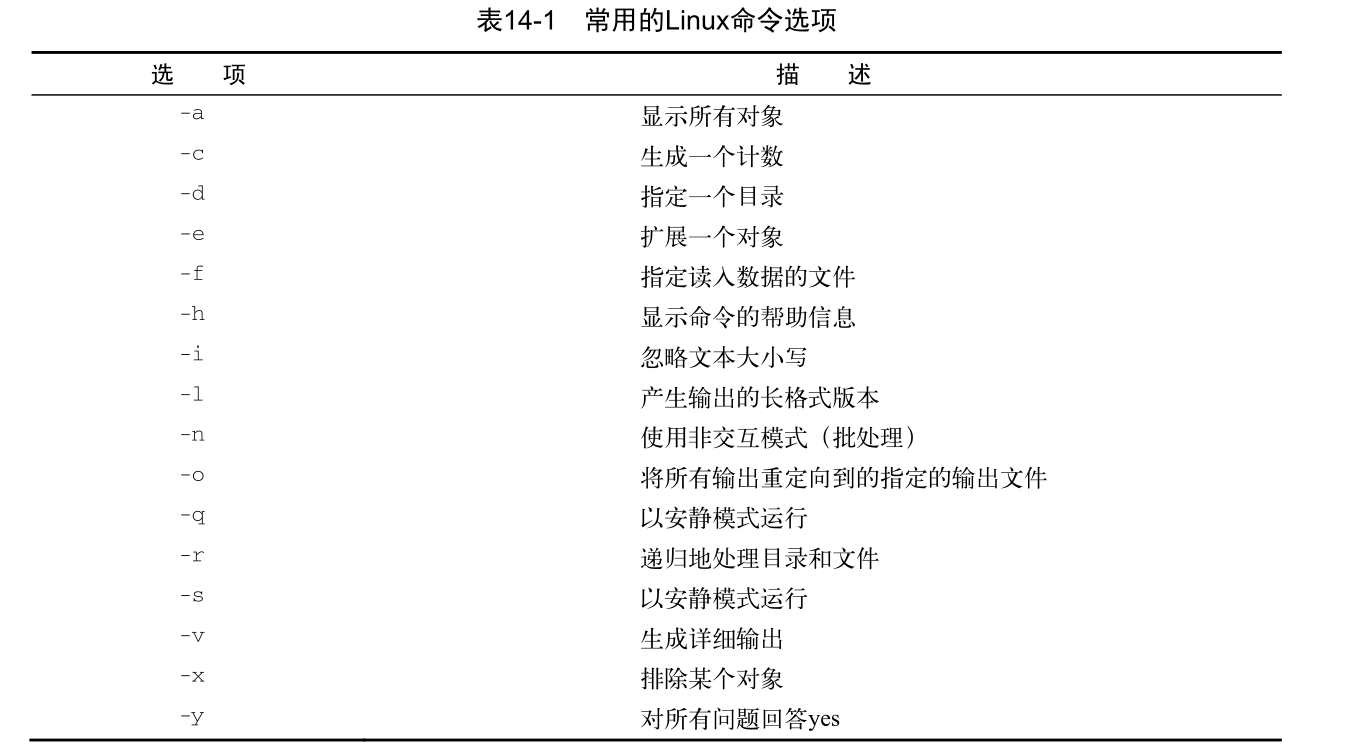 表14-1 常用的Linux命令选项
选 项 描 述
-a 显示所有对象
-c 生成一个计数
-d 指定一个目录
-e 扩展一个对象
-f 指定读入数据的文件
-h 显示命令的帮助信息
-i 忽略文本大小写
-l 产生输出的长格式版本
-n 使用非交互模式（批处理）
-o 将所有输出重定向到的指定的输出文件
-q 以安静模式运行
-r 递归地处理目录和文件
-s 以安静模式运行
-v 生成详细输出
-x 排除某个对象
-y 对所有问题回答yes